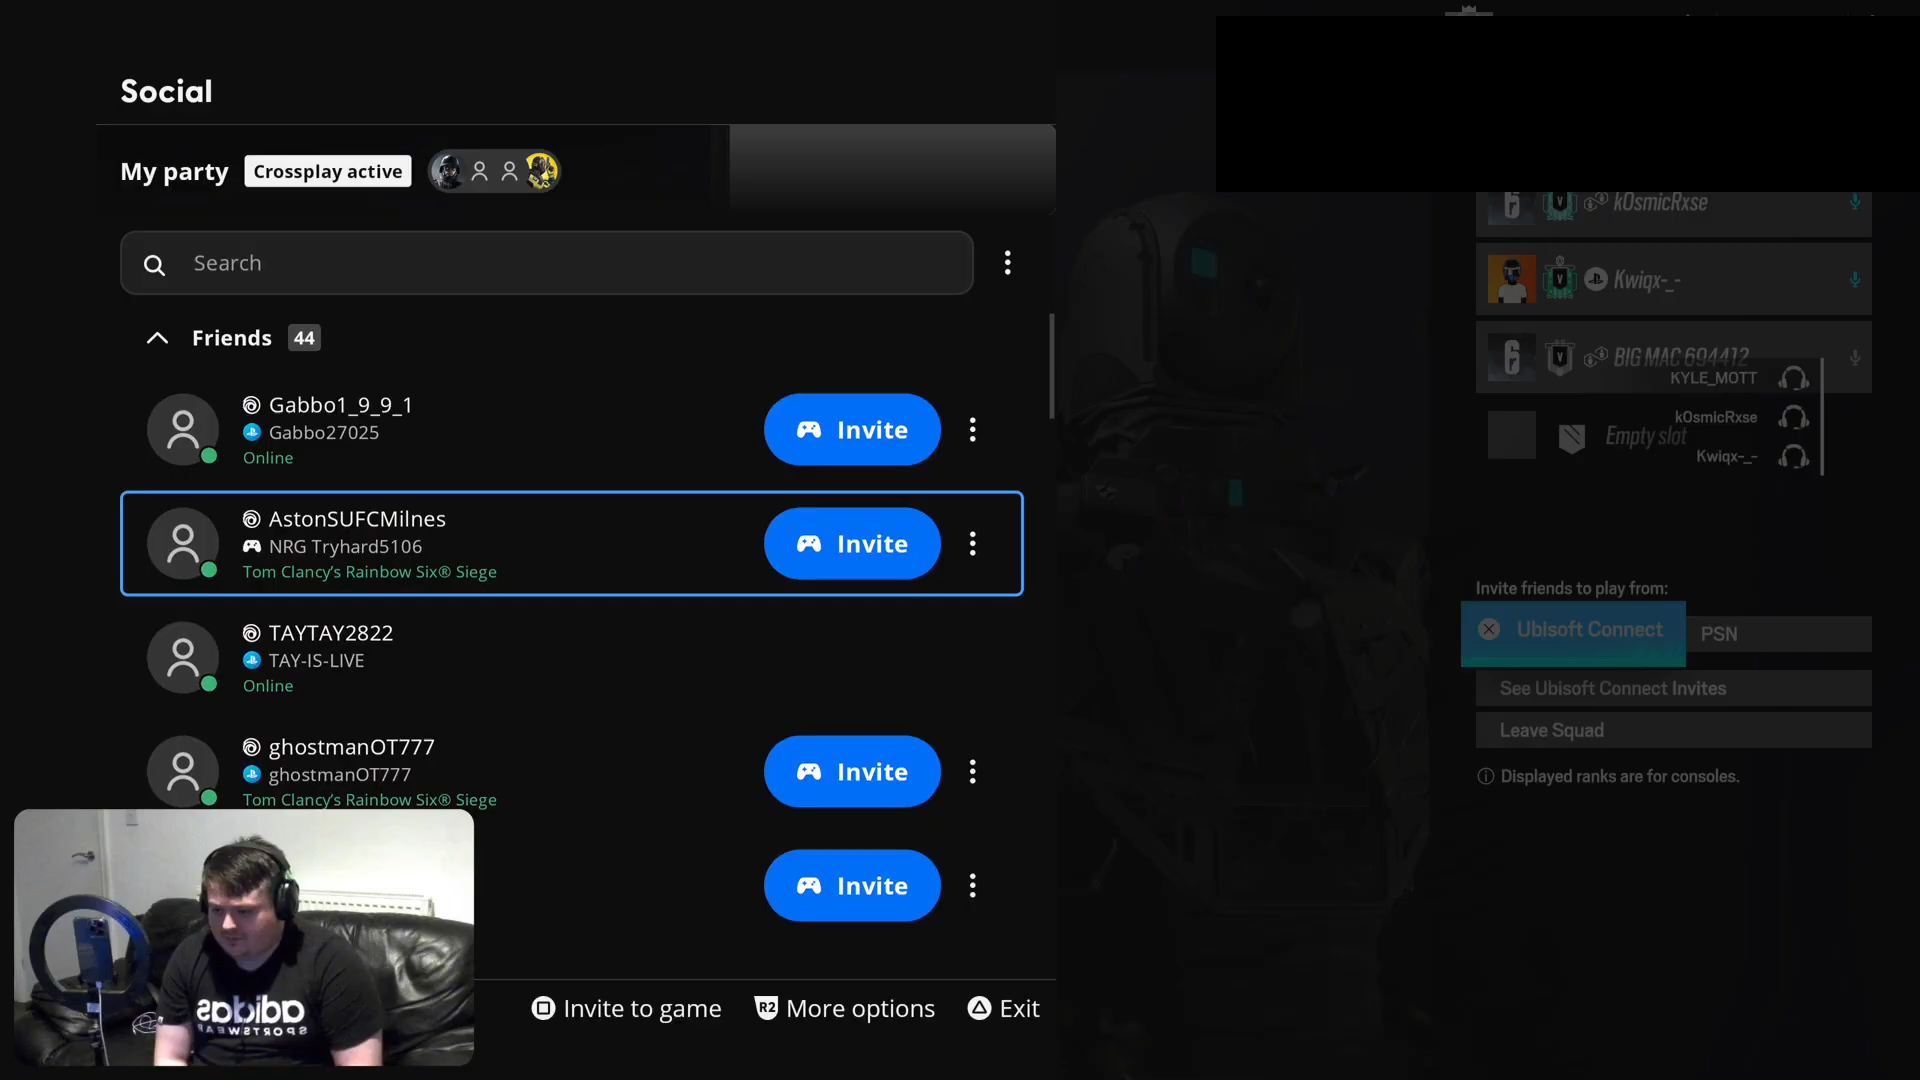 Social
My party
Crossplay active
Search
Friends 44
Gabbo1_9_9_1
Gabbo27025
Online
Invite
AstonSUFCMilnes
NRG Tryhard5106
Tom Clancy's Rainbow Six® Siege
Invite
TAYTAY2822
TAY-IS-LIVE
Online
ghostmanOT777
ghostmanOT777
Tom Clancy's Rainbow Six® Siege
Invite
Invite
adidas
SPORTSWEAR
Invite to game
R2 More options
Exit
kOsmicRxse
Kwiqx-_-
BIG MAC 694412
KYLE_MOTT
kOsmicRxse
Empty slot
Kwiqx-_-
Invite friends to play from:
Ubisoft Connect
PSN
See Ubisoft Connect Invites
Leave Squad
Displayed ranks are for consoles.